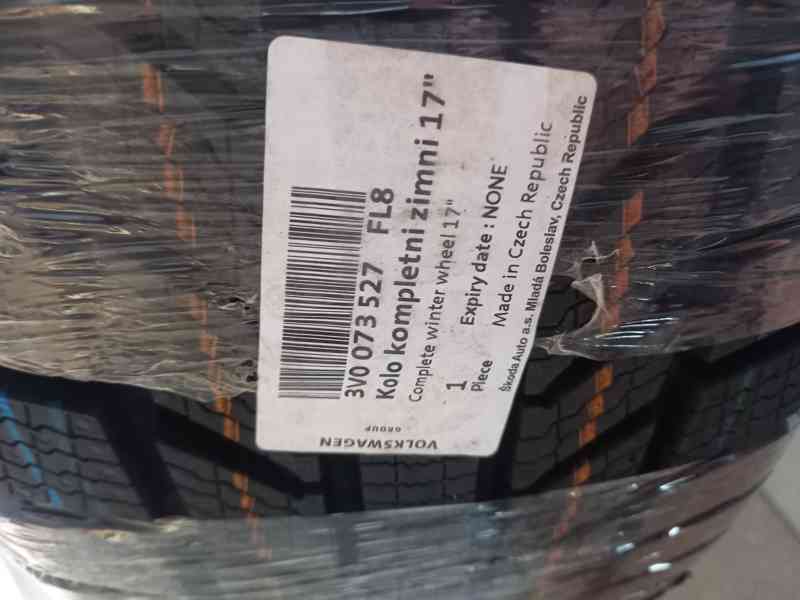 VOLKSWAGEN
GROUP
3V0 073 527 FL8
Kolo kompletni zimni 17"
Complete winter wheel 17"
1 Expiry date : NONE
Piece Made in Czech Republic
Škoda Auto a.s. Mladá Boleslav, Czech Republic